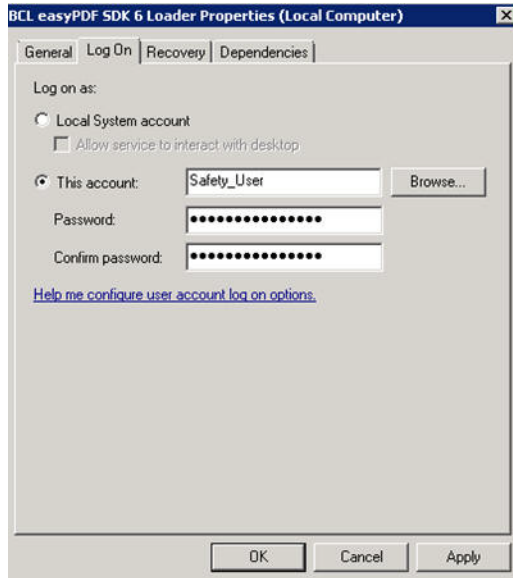 BCL easyPDF SDK 6 Loader Properties (Local Computer)
General Log On Recovery Dependencies
Log on as:
Local System account
Allow service to interact with desktop
This account: Safety_User Browse...
Password: •••••••••••••••
Confirm password: •••••••••••••••
Help me configure user account log on options.
OK Cancel Apply